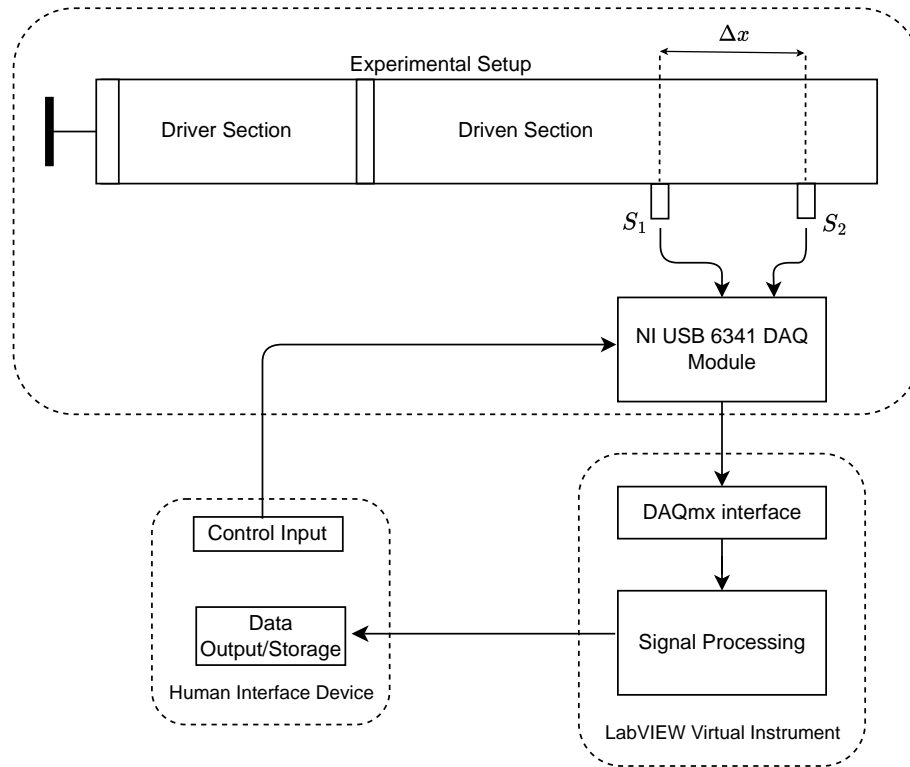 Δx
Experimental Setup
Driver Section
Driven Section
S₁
S₂
NI USB 6341 DAQ
Module
DAQmx interface
Control Input
Data
Output/Storage
Signal Processing
Human Interface Device
LabVIEW Virtual Instrument